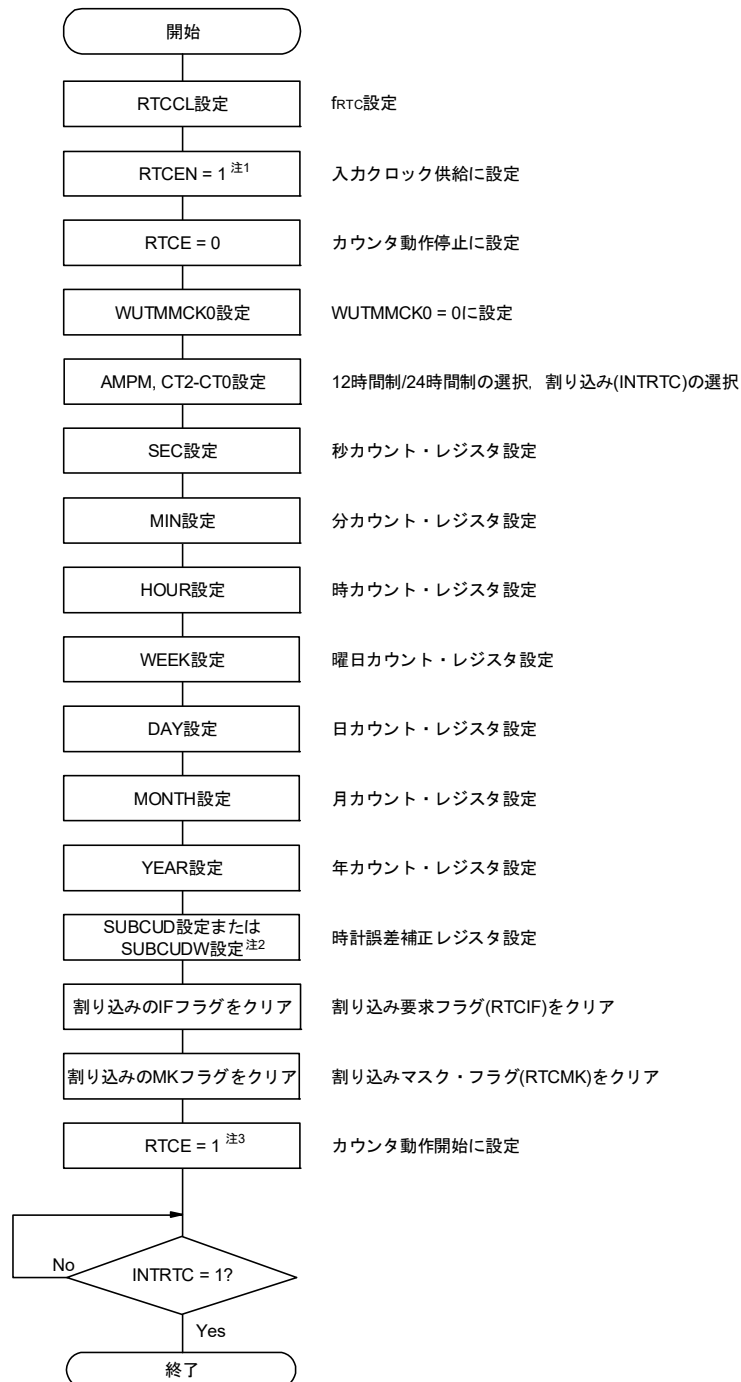 開始
RTCCL設定 fRTC設定
RTCEN = 1 注1 入力クロック供給に設定
RTCE = 0 カウンタ動作停止に設定
WUTMMCK0設定 WUTMMCK0 = 0に設定
AMPM, CT2-CT0設定 12時間制/24時間制の選択, 割り込み(INTRTC)の選択
SEC設定 秒カウント・レジスタ設定
MIN設定 分カウント・レジスタ設定
HOUR設定 時カウント・レジスタ設定
WEEK設定 曜日カウント・レジスタ設定
DAY設定 日カウント・レジスタ設定
MONTH設定 月カウント・レジスタ設定
YEAR設定 年カウント・レジスタ設定
SUBCUD設定または
SUBCUDW設定注2 時計誤差補正レジスタ設定
割り込みのIFフラグをクリア 割り込み要求フラグ(RTCIF)をクリア
割り込みのMKフラグをクリア 割り込みマスク・フラグ(RTCMK)をクリア
RTCE = 1 注3 カウンタ動作開始に設定
No
INTRTC = 1?
Yes
終了